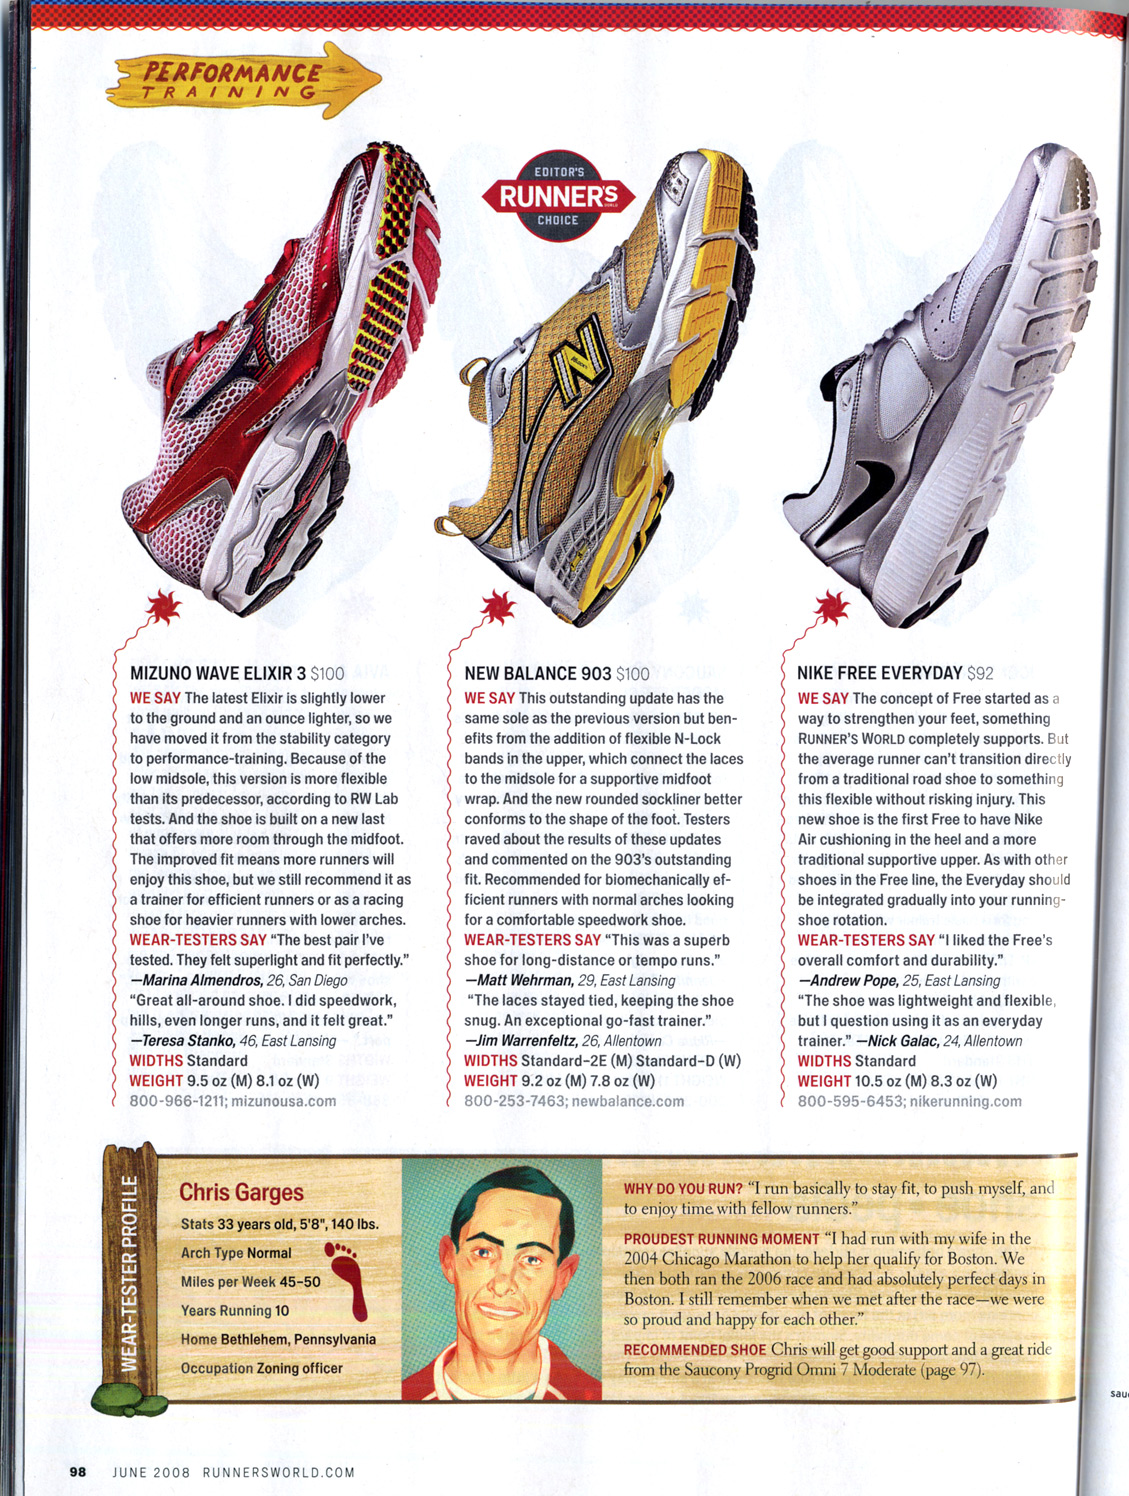 PERFORMANCE
TRAINING
EDITOR'S
RUNNER'S
WORLD
CHOICE
N
MIZUNO WAVE ELIXIR 3 $100
WE SAY The latest Elixir is slightly lower
to the ground and an ounce lighter, so we
have moved it from the stability category
to performance-training. Because of the
low midsole, this version is more flexible
than its predecessor, according to RW Lab
tests. And the shoe is built on a new last
that offers more room through the midfoot.
The improved fit means more runners will
enjoy this shoe, but we still recommend it as
a trainer for efficient runners or as a racing
shoe for heavier runners with lower arches.
WEAR-TESTERS SAY “The best pair I’ve
tested. They felt superlight and fit perfectly.”
—Marina Almendros, 26, San Diego
“Great all-around shoe. I did speedwork,
hills, even longer runs, and it felt great.”
—Teresa Stanko, 46, East Lansing
WIDTHS Standard
WEIGHT 9.5 oz (M) 8.1 oz (W)
800-966-1211; mizunousa.com
NEW BALANCE 903 $100
WE SAY This outstanding update has the
same sole as the previous version but ben-
efits from the addition of flexible N-Lock
bands in the upper, which connect the laces
to the midsole for a supportive midfoot
wrap. And the new rounded sockliner better
conforms to the shape of the foot. Testers
raved about the results of these updates
and commented on the 903’s outstanding
fit. Recommended for biomechanically ef-
ficient runners with normal arches looking
for a comfortable speedwork shoe.
WEAR-TESTERS SAY “This was a superb
shoe for long-distance or tempo runs.”
—Matt Wehrman, 29, East Lansing
“The laces stayed tied, keeping the shoe
snug. An exceptional go-fast trainer.”
—Jim Warrenfeltz, 26, Allentown
WIDTHS Standard–2E (M) Standard–D (W)
WEIGHT 9.2 oz (M) 7.8 oz (W)
800-253-7463; newbalance.com
NIKE FREE EVERYDAY $92
WE SAY The concept of Free started as a
way to strengthen your feet, something
RUNNER’S WORLD completely supports. But
the average runner can’t transition directly
from a traditional road shoe to something
this flexible without risking injury. This
new shoe is the first Free to have Nike
Air cushioning in the heel and a more
traditional supportive upper. As with other
shoes in the Free line, the Everyday should
be integrated gradually into your running-
shoe rotation.
WEAR-TESTERS SAY “I liked the Free’s
overall comfort and durability.”
—Andrew Pope, 25, East Lansing
“The shoe was lightweight and flexible,
but I question using it as an everyday
trainer.” —Nick Galac, 24, Allentown
WIDTHS Standard
WEIGHT 10.5 oz (M) 8.3 oz (W)
800-595-6453; nikerunning.com
WEAR-TESTER PROFILE
Chris Garges
Stats 33 years old, 5'8", 140 lbs.
Arch Type Normal
Miles per Week 45–50
Years Running 10
Home Bethlehem, Pennsylvania
Occupation Zoning officer
WHY DO YOU RUN? “I run basically to stay fit, to push myself, and
to enjoy time with fellow runners.”
PROUDEST RUNNING MOMENT “I had run with my wife in the
2004 Chicago Marathon to help her qualify for Boston. We
then both ran the 2006 race and had absolutely perfect days in
Boston. I still remember when we met after the race—we were
so proud and happy for each other.”
RECOMMENDED SHOE Chris will get good support and a great ride
from the Saucony Progrid Omni 7 Moderate (page 97).
98 JUNE 2008 RUNNERSWORLD.COM